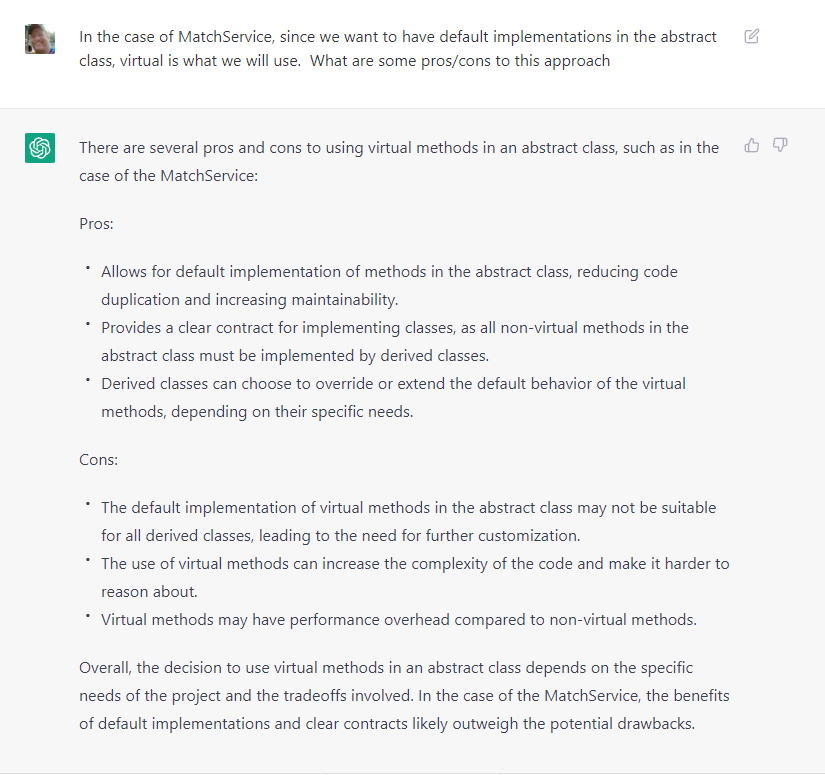 In the case of MatchService, since we want to have default implementations in the abstract
class, virtual is what we will use.  What are some pros/cons to this approach
There are several pros and cons to using virtual methods in an abstract class, such as in the
case of the MatchService:
Pros:
• Allows for default implementation of methods in the abstract class, reducing code
duplication and increasing maintainability.
• Provides a clear contract for implementing classes, as all non-virtual methods in the
abstract class must be implemented by derived classes.
• Derived classes can choose to override or extend the default behavior of the virtual
methods, depending on their specific needs.
Cons:
• The default implementation of virtual methods in the abstract class may not be suitable
for all derived classes, leading to the need for further customization.
• The use of virtual methods can increase the complexity of the code and make it harder to
reason about.
• Virtual methods may have performance overhead compared to non-virtual methods.
Overall, the decision to use virtual methods in an abstract class depends on the specific
needs of the project and the tradeoffs involved. In the case of the MatchService, the benefits
of default implementations and clear contracts likely outweigh the potential drawbacks.